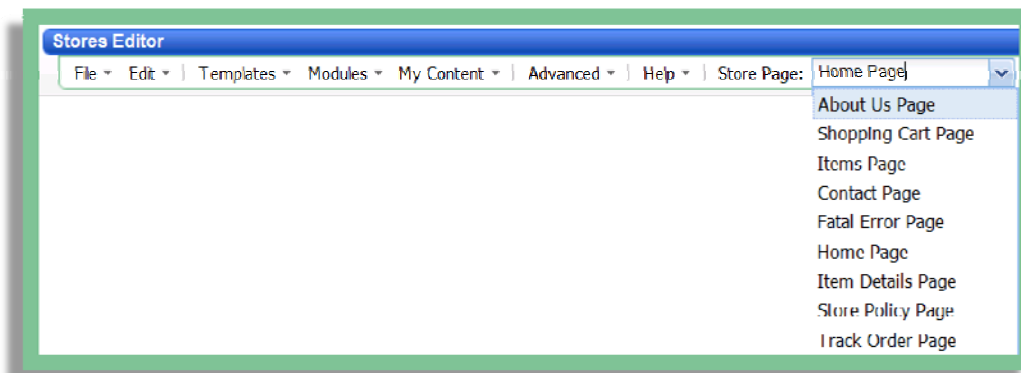 Stores Editor
File Edit Templates Modules My Content Advanced Help Store Page: Home Page
About Us Page
Shopping Cart Page
Items Page
Contact Page
Fatal Error Page
Home Page
Item Details Page
Store Policy Page
Track Order Page